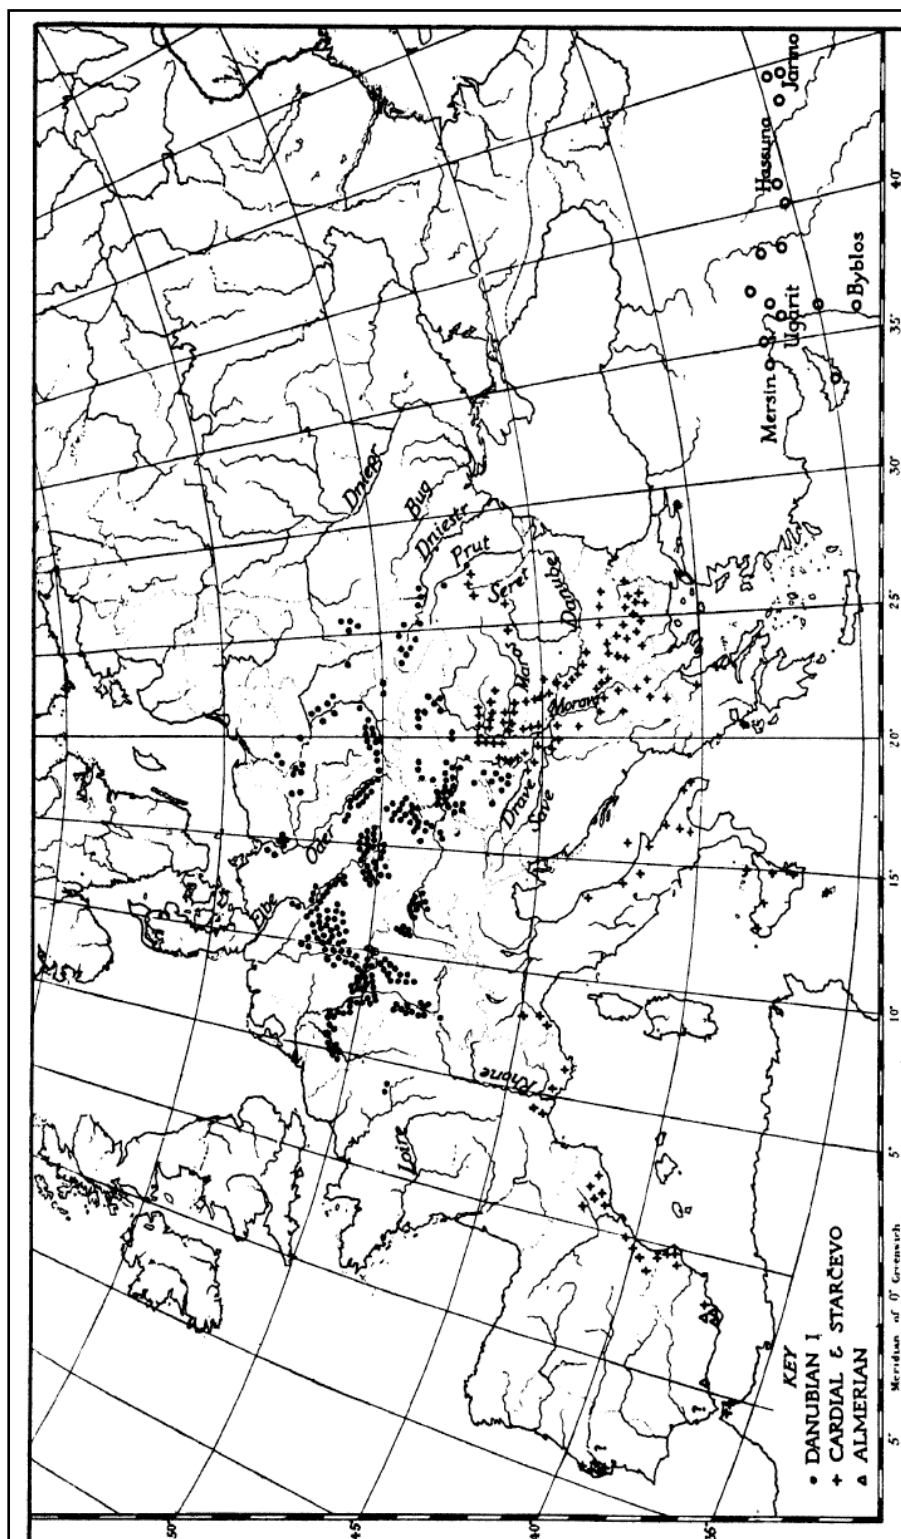 Dniepr
Bug
Dniestr
Prut
Seret
Danube
Maros
Morava
Drave
Save
Oder
Elbe
Rhone
Loire
Hassuna
Jarmo
Mersin
Ugarit
Byblos
KEY
• DANUBIAN I
+ CARDIAL & STARČEVO
▵ ALMERIAN
?
?
5°
Meridian of 0° Greenwich
5°
10°
15°
20°
25°
30°
35°
40°
50°
45°
40°
35°